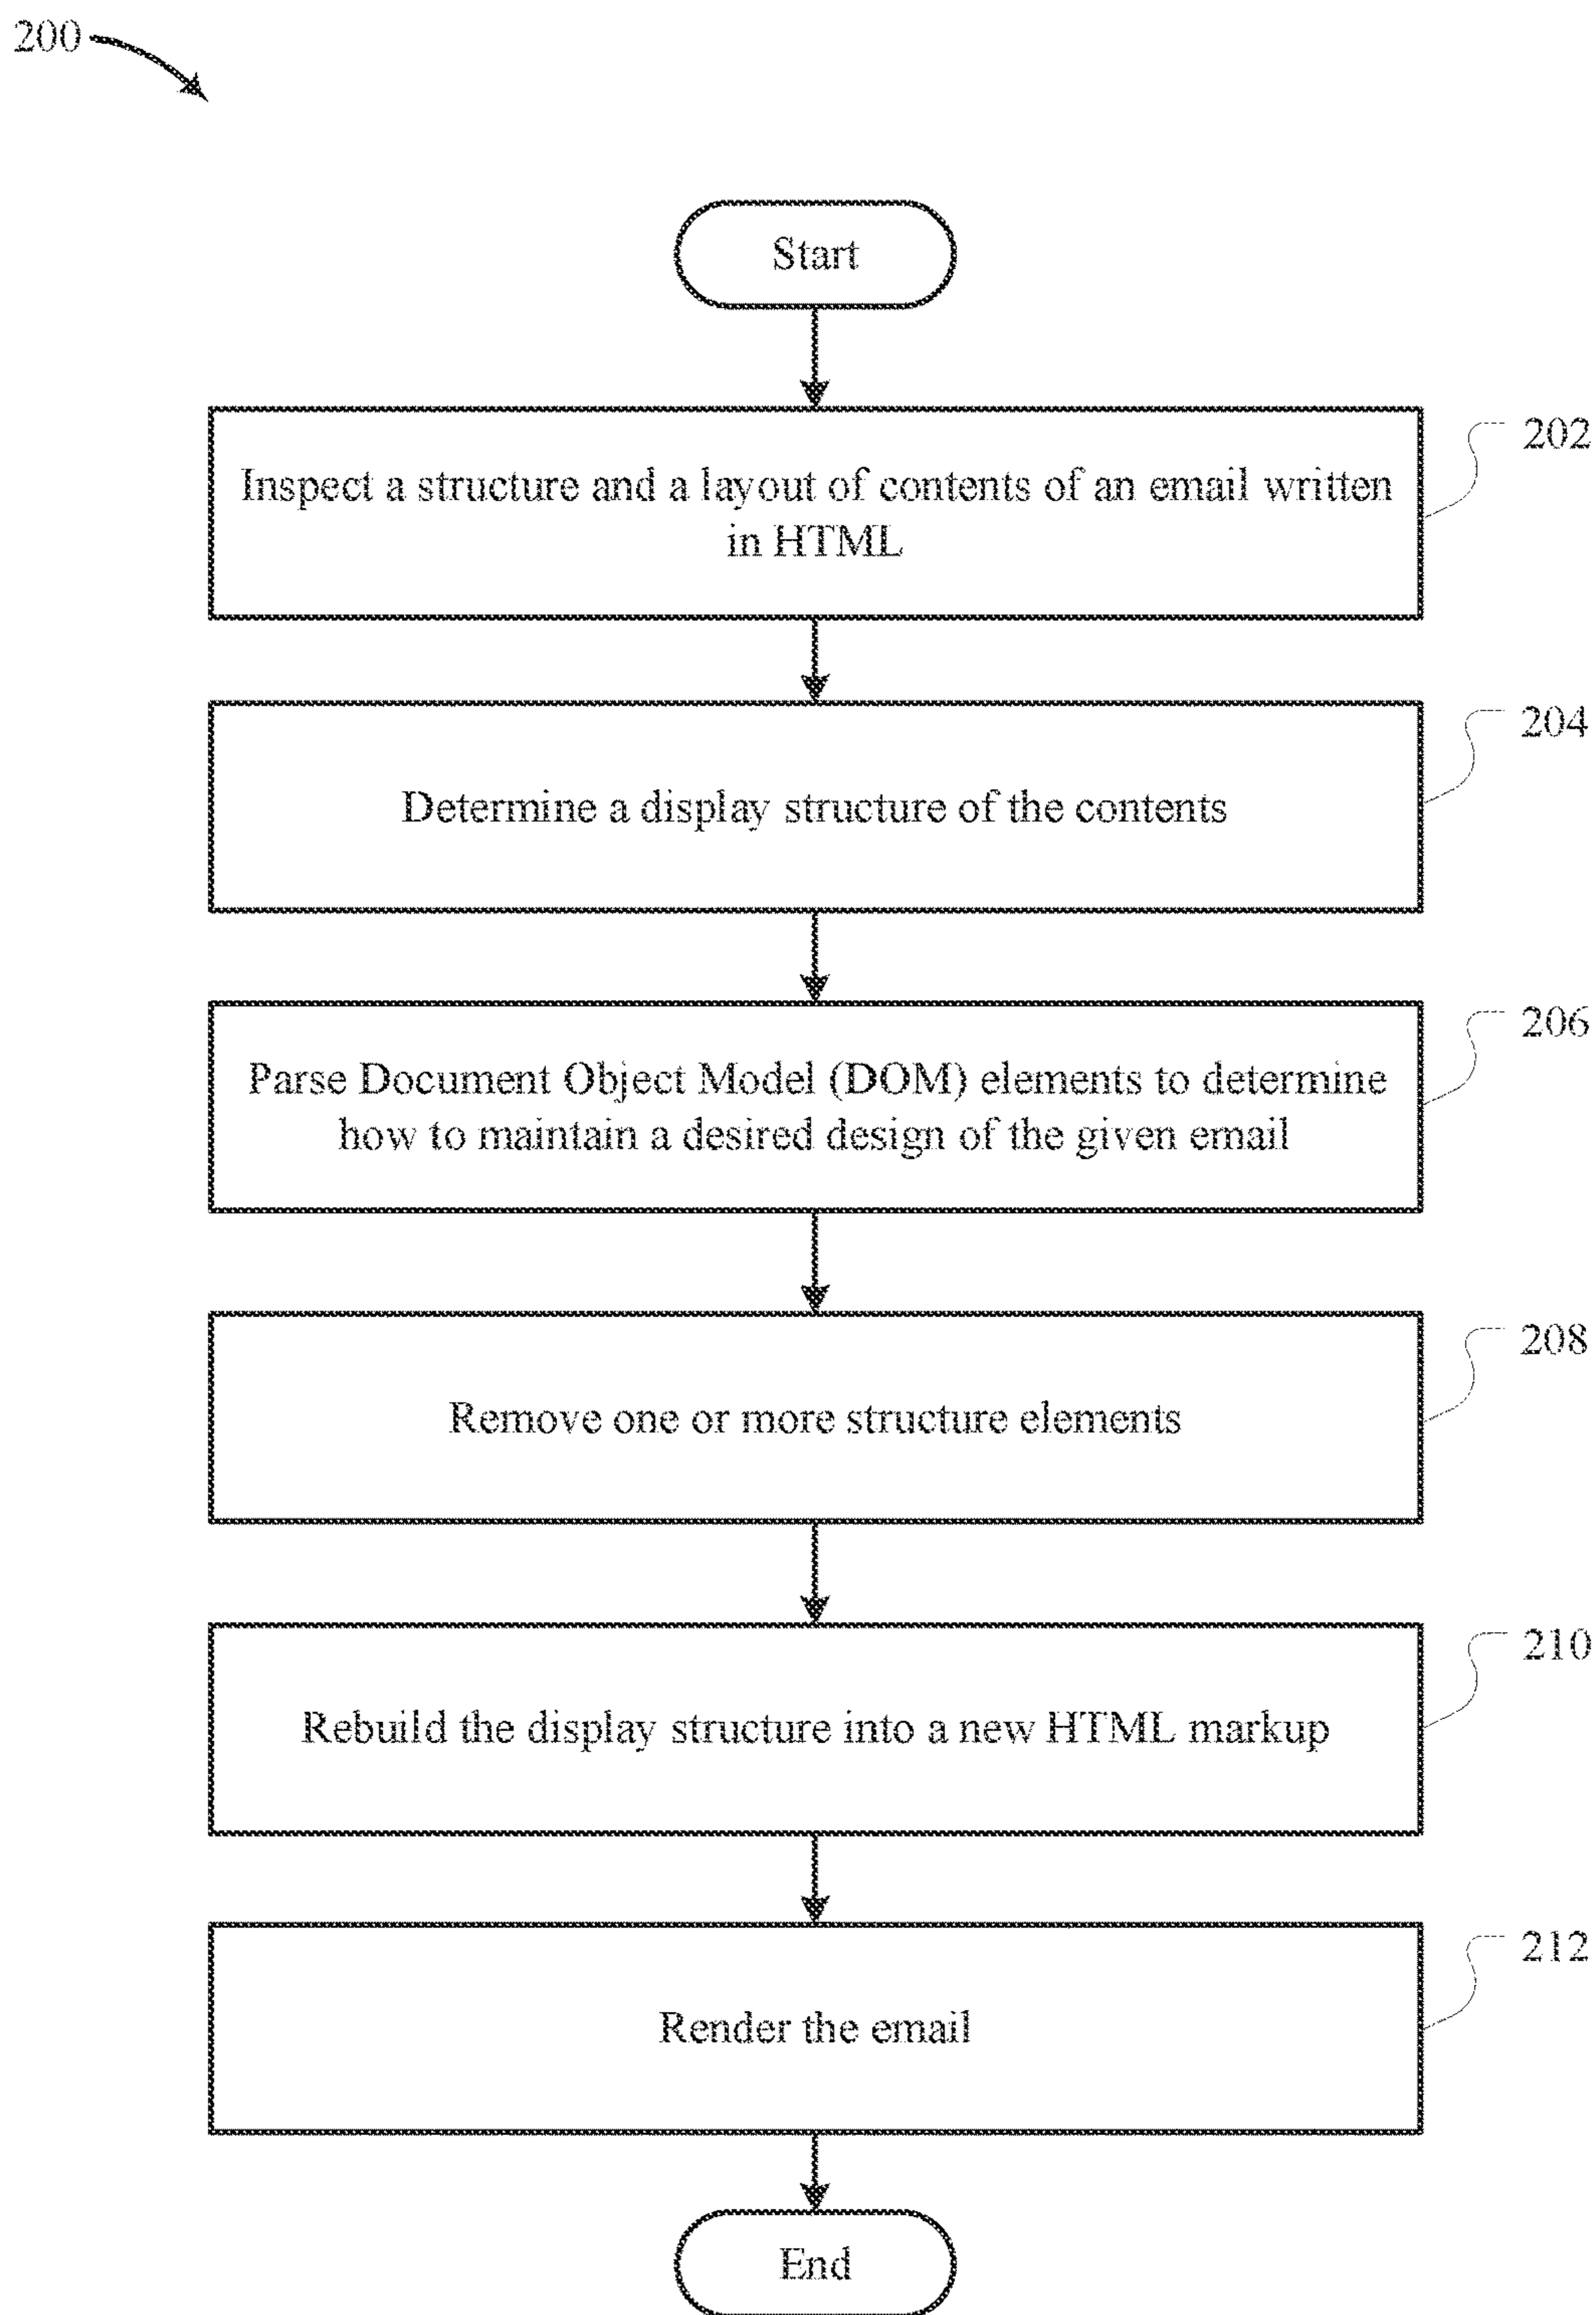 200
Start
202
Inspect a structure and a layout of contents of an email written
in HTML
204
Determine a display structure of the contents
206
Parse Document Object Model (DOM) elements to determine
how to maintain a desired design of the given email
208
Remove one or more structure elements
210
Rebuild the display structure into a new HTML markup
212
Render the email
End